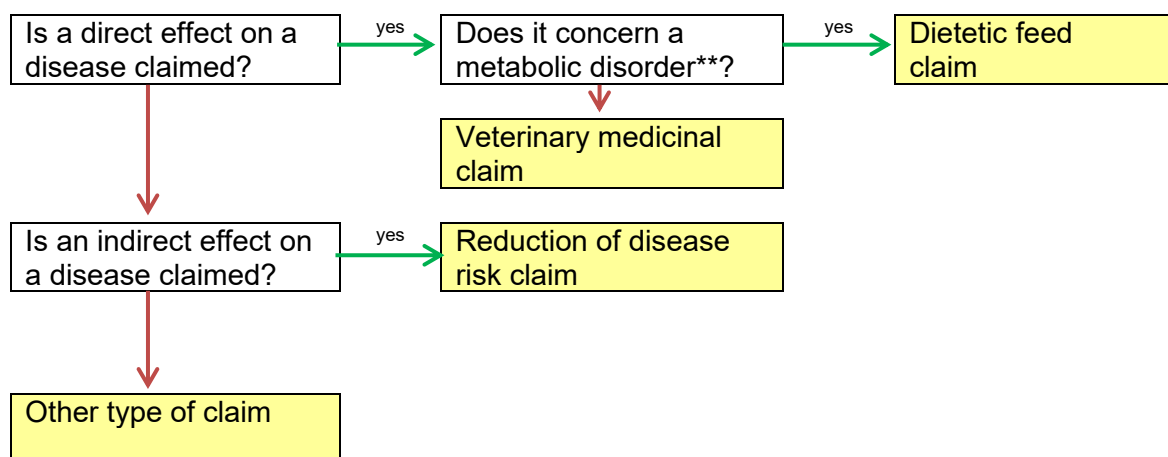 Is a direct effect on a
disease claimed?
yes
Does it concern a
metabolic disorder**?
yes
Dietetic feed
claim
Veterinary medicinal
claim
Is an indirect effect on
a disease claimed?
yes
Reduction of disease
risk claim
Other type of claim